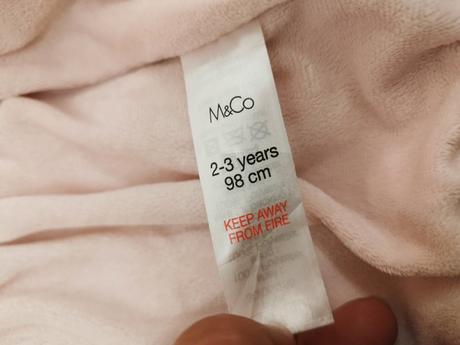 M&Co
2-3 years
98 cm
KEEP AWAY
FROM FIRE